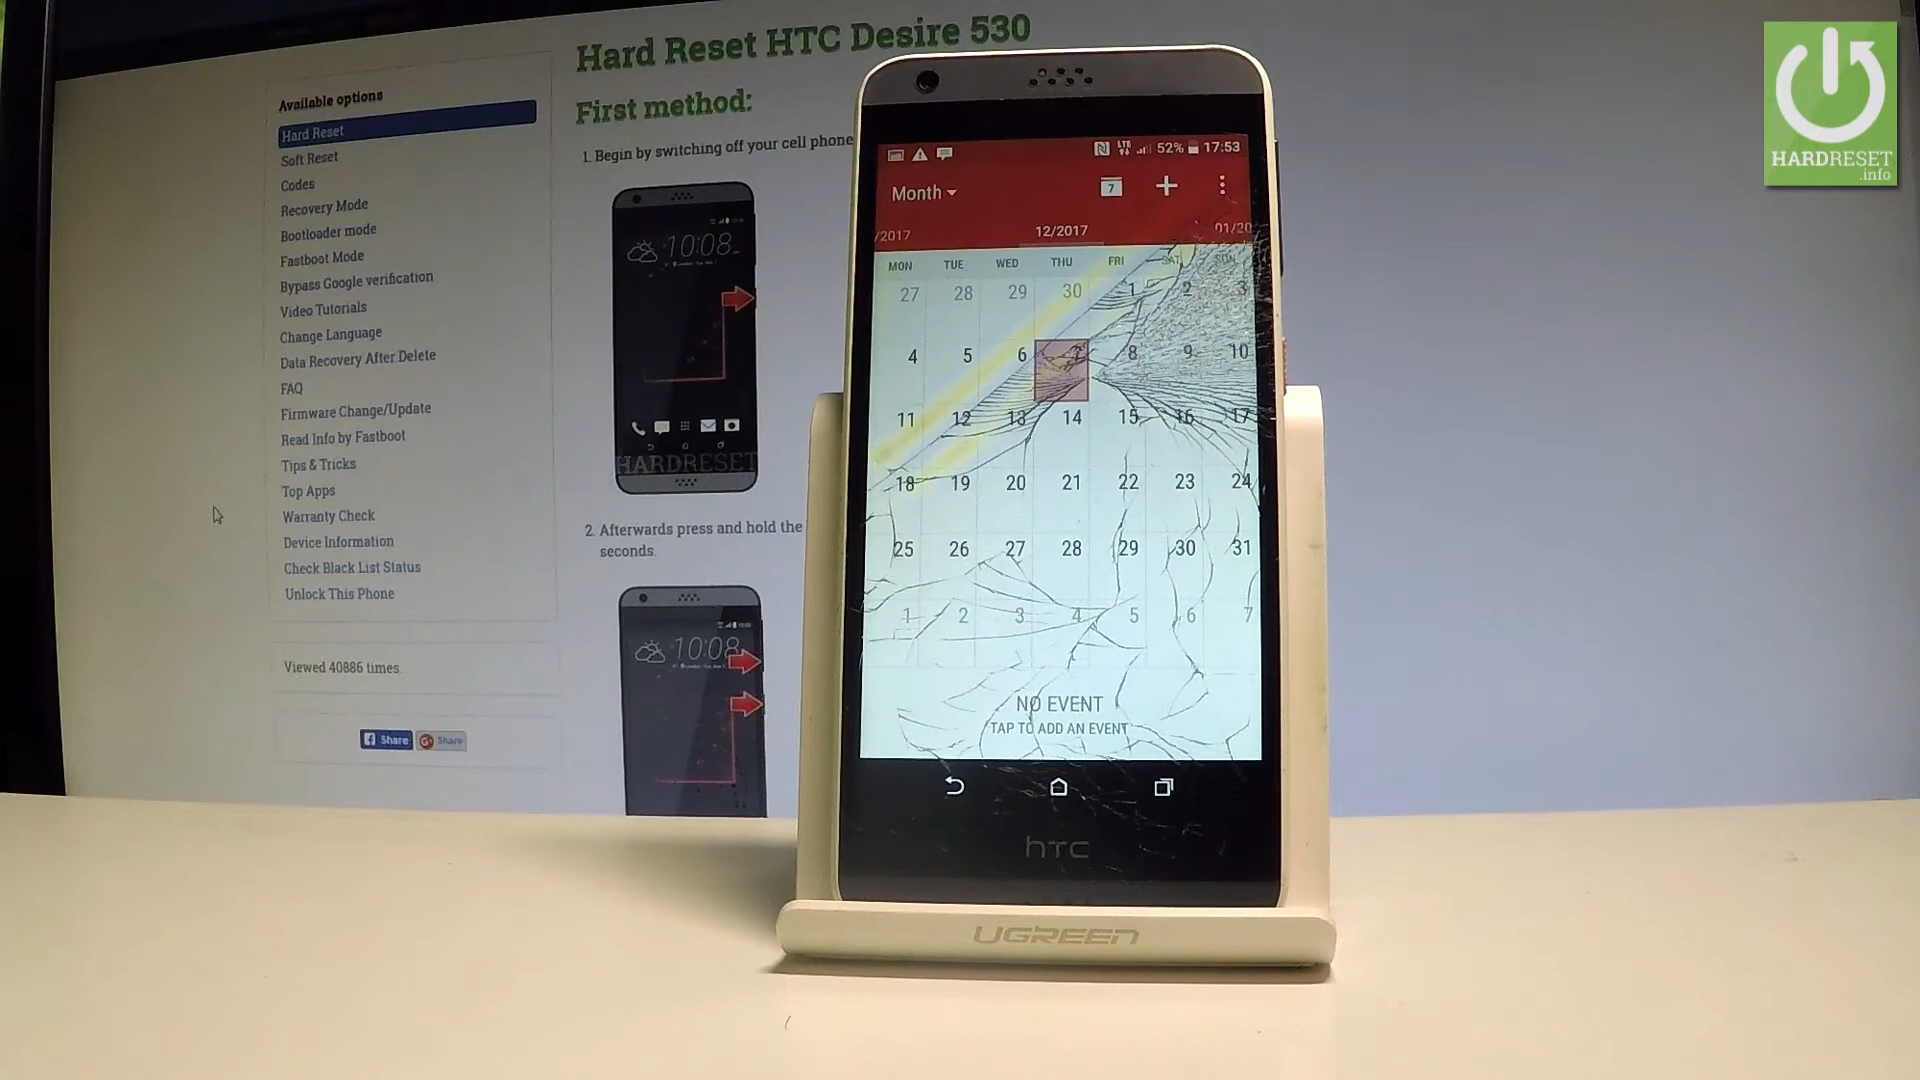 Hard Reset HTC Desire 530
First method:
1. Begin by switching off your cell phone
10:08
HARDRESET
2. Afterwards press and hold the
seconds.
10:08
Available options
Hard Reset
Soft Reset
Codes
Recovery Mode
Bootloader mode
Fastboot Mode
Bypass Google verification
Video Tutorials
Change Language
Data Recovery After Delete
FAQ
Firmware Change/Update
Read Info by Fastboot
Tips & Tricks
Top Apps
Warranty Check
Device Information
Check Black List Status
Unlock This Phone
Viewed 40886 times.
Share
Share
LTE 52% 17:53
Month 7
/2017 12/2017 01/20
MON TUE WED THU FRI SAT SUN
27 28 29 30 1 2 3
4 5 6 7 8 9 10
11 12 13 14 15 16 17
18 19 20 21 22 23 24
25 26 27 28 29 30 31
1 2 3 4 5 6 7
NO EVENT
TAP TO ADD AN EVENT
hTC
UGREEN
HARDRESET
.info